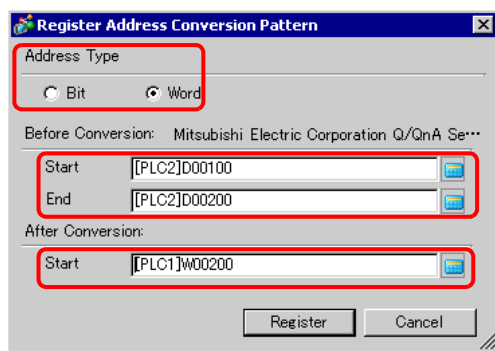 Register Address Conversion Pattern
Address Type
Bit Word
Before Conversion: Mitsubishi Electric Corporation Q/QnA Se···
Start [PLC2]D00100
End [PLC2]D00200
After Conversion:
Start [PLC1]W00200
Register Cancel